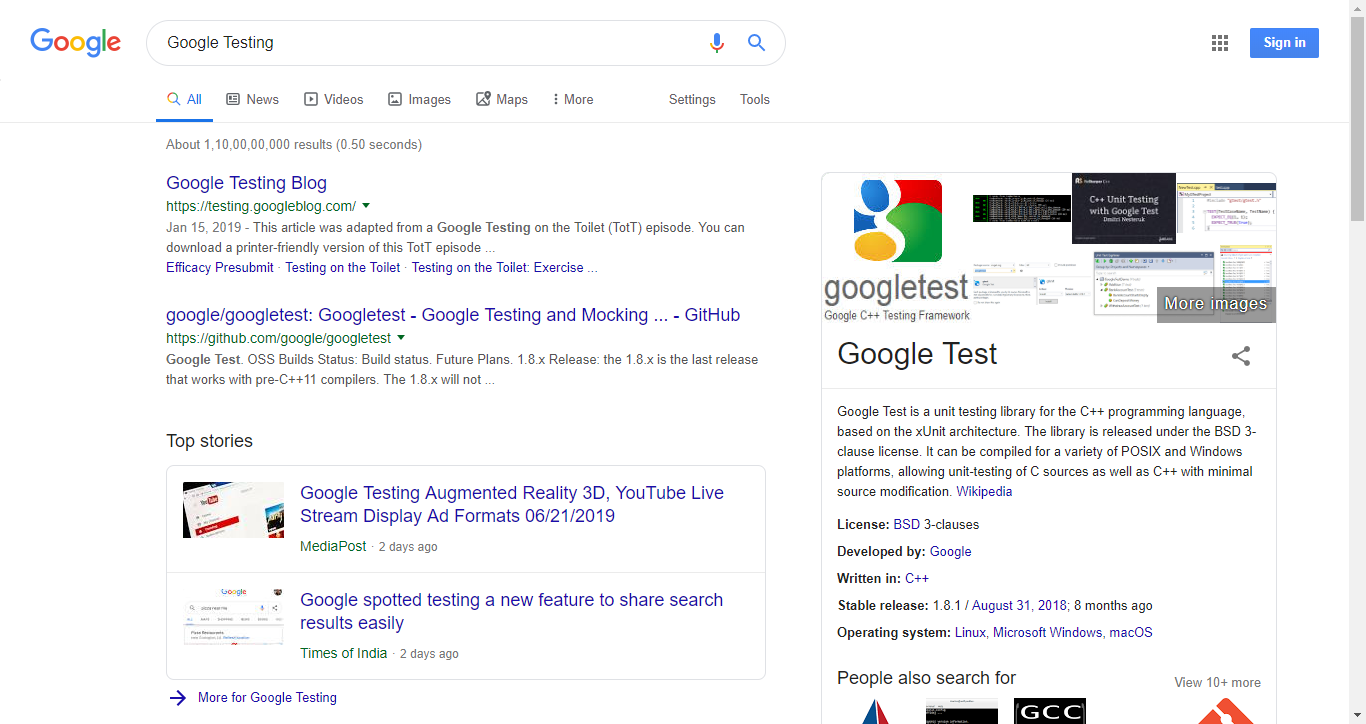 Google
Google Testing
Sign in
All
News
Videos
Images
Maps
More
Settings
Tools
About 1,10,00,00,000 results (0.50 seconds)
Google Testing Blog
https://testing.googleblog.com/
Jan 15, 2019 - This article was adapted from a Google Testing on the Toilet (TotT) episode. You can
download a printer-friendly version of this TotT episode ...
Efficacy Presubmit · Testing on the Toilet · Testing on the Toilet: Exercise ...
google/googletest: Googletest - Google Testing and Mocking ... - GitHub
https://github.com/google/googletest
Google Test. OSS Builds Status: Build status. Future Plans. 1.8.x Release: the 1.8.x is the last release
that works with pre-C++11 compilers. The 1.8.x will not ...
Top stories
YouTube
Google Testing Augmented Reality 3D, YouTube Live
Stream Display Ad Formats 06/21/2019
MediaPost · 2 days ago
Google
Google spotted testing a new feature to share search
results easily
Times of India · 2 days ago
More for Google Testing
googletest
Google C++ Testing Framework
C++ Unit Testing
with Google Test
Dmitri Nesteruk
More images
Google Test
Google Test is a unit testing library for the C++ programming language,
based on the xUnit architecture. The library is released under the BSD 3-
clause license. It can be compiled for a variety of POSIX and Windows
platforms, allowing unit-testing of C sources as well as C++ with minimal
source modification. Wikipedia
License: BSD 3-clauses
Developed by: Google
Written in: C++
Stable release: 1.8.1 / August 31, 2018; 8 months ago
Operating system: Linux, Microsoft Windows, macOS
People also search for
View 10+ more
GCC